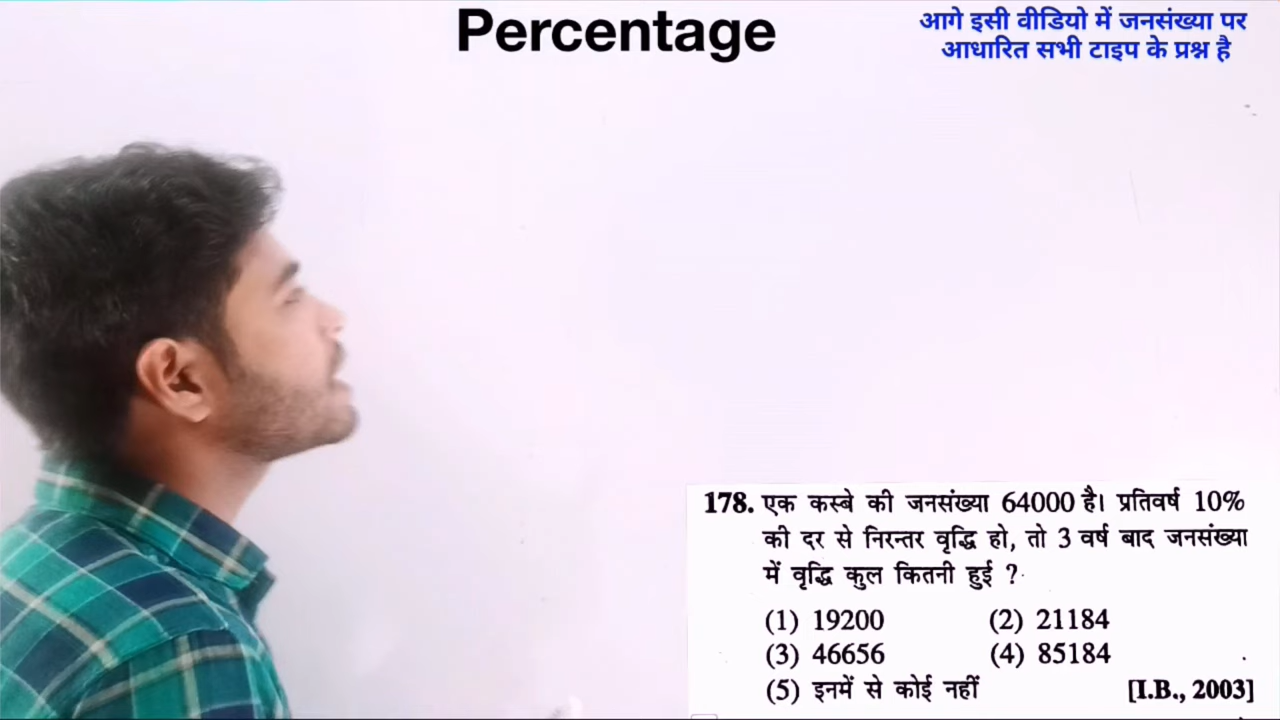 Percentage
आगे इसी वीडियो में जनसंख्या पर
आधारित सभी टाइप के प्रश्न है
178. एक कस्बे की जनसंख्या 64000 है। प्रतिवर्ष 10%
की दर से निरन्तर वृद्धि हो, तो 3 वर्ष बाद जनसंख्या
में वृद्धि कुल कितनी हुई ?
(1) 19200 (2) 21184
(3) 46656 (4) 85184
(5) इनमें से कोई नहीं [I.B., 2003]